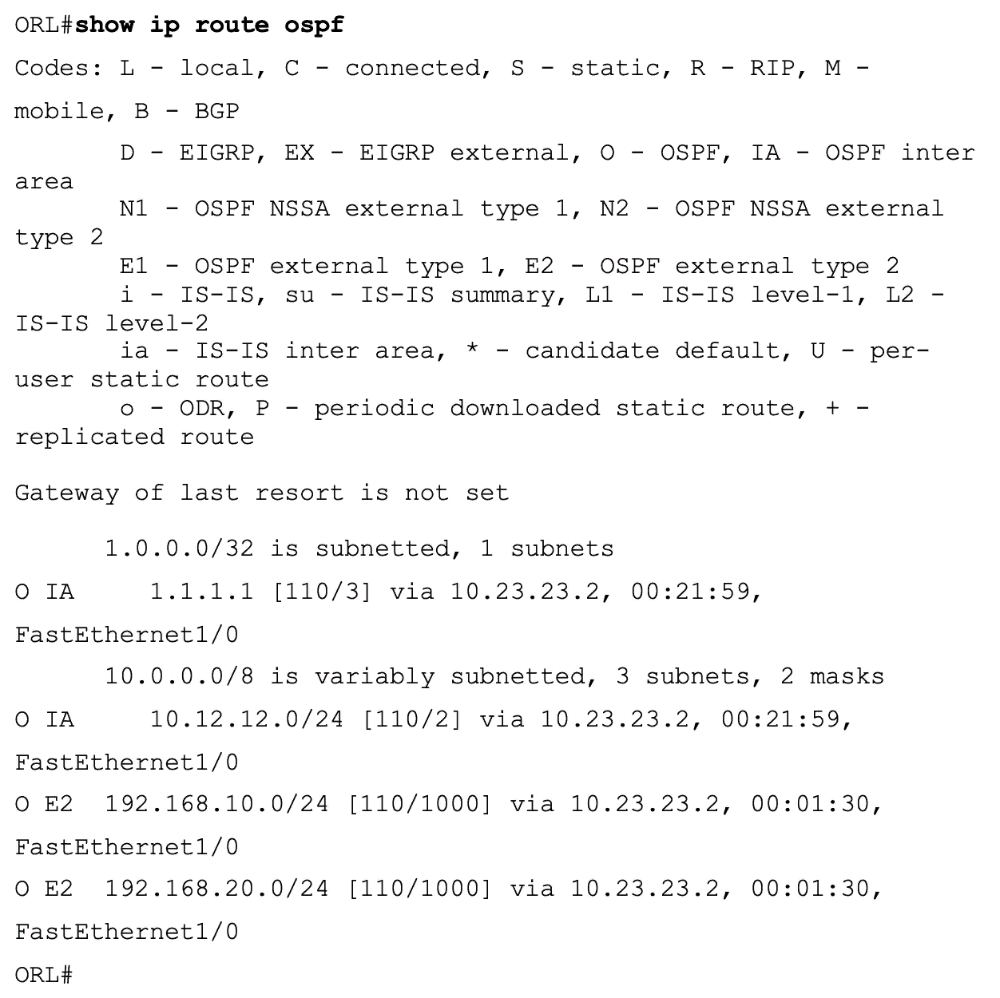 ORL#show ip route ospf
Codes: L - local, C - connected, S - static, R - RIP, M -
mobile, B - BGP
D - EIGRP, EX - EIGRP external, O - OSPF, IA - OSPF inter
area
N1 - OSPF NSSA external type 1, N2 - OSPF NSSA external
type 2
E1 - OSPF external type 1, E2 - OSPF external type 2
i - IS-IS, su - IS-IS summary, L1 - IS-IS level-1, L2 -
IS-IS level-2
ia - IS-IS inter area, * - candidate default, U - per-
user static route
o - ODR, P - periodic downloaded static route, + -
replicated route
Gateway of last resort is not set
1.0.0.0/32 is subnetted, 1 subnets
O IA     1.1.1.1 [110/3] via 10.23.23.2, 00:21:59,
FastEthernet1/0
10.0.0.0/8 is variably subnetted, 3 subnets, 2 masks
O IA     10.12.12.0/24 [110/2] via 10.23.23.2, 00:21:59,
FastEthernet1/0
O E2  192.168.10.0/24 [110/1000] via 10.23.23.2, 00:01:30,
FastEthernet1/0
O E2  192.168.20.0/24 [110/1000] via 10.23.23.2, 00:01:30,
FastEthernet1/0
ORL#